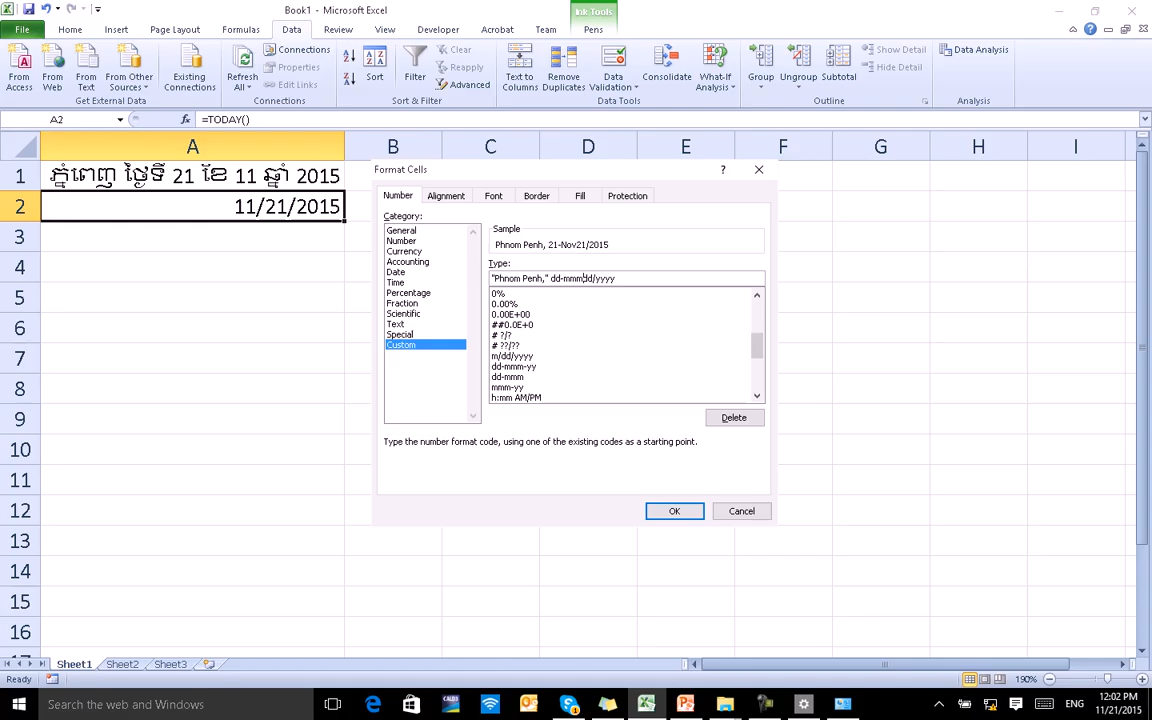 Book1 - Microsoft Excel
Ink Tools
File Home Insert Page Layout Formulas Data Review View Developer Acrobat Team Pens
From Access
From Web
From Text
From Other Sources
Existing Connections
Get External Data
Refresh All
Connections
Properties
Edit Links
Connections
Sort
Filter
Clear
Reapply
Advanced
Sort & Filter
Text to Columns
Remove Duplicates
Data Validation
Consolidate
What-If Analysis
Data Tools
Group
Ungroup
Subtotal
Show Detail
Hide Detail
Outline
Data Analysis
Analysis
A2
fx
=TODAY()
A B C D E F G H I
1 ភ្នំពេញ ថ្ងៃទី 21 ខែ 11 ឆ្នាំ 2015
2 11/21/2015
3
4
5
6
7
8
9
10
11
12
13
14
15
16
Format Cells
?
Number Alignment Font Border Fill Protection
Category:
General
Number
Currency
Accounting
Date
Time
Percentage
Fraction
Scientific
Text
Special
Custom
Sample
Phnom Penh, 21-Nov21/2015
Type:
"Phnom Penh," dd-mmmdd/yyyy
0%
0.00%
0.00E+00
##0.0E+0
# ?/?
# ??/??
m/dd/yyyy
dd-mmm-yy
dd-mmm
mmm-yy
h:mm AM/PM
Delete
Type the number format code, using one of the existing codes as a starting point.
OK Cancel
Sheet1 Sheet2 Sheet3
Ready
190%
Search the web and Windows
ENG
12:02 PM
11/21/2015